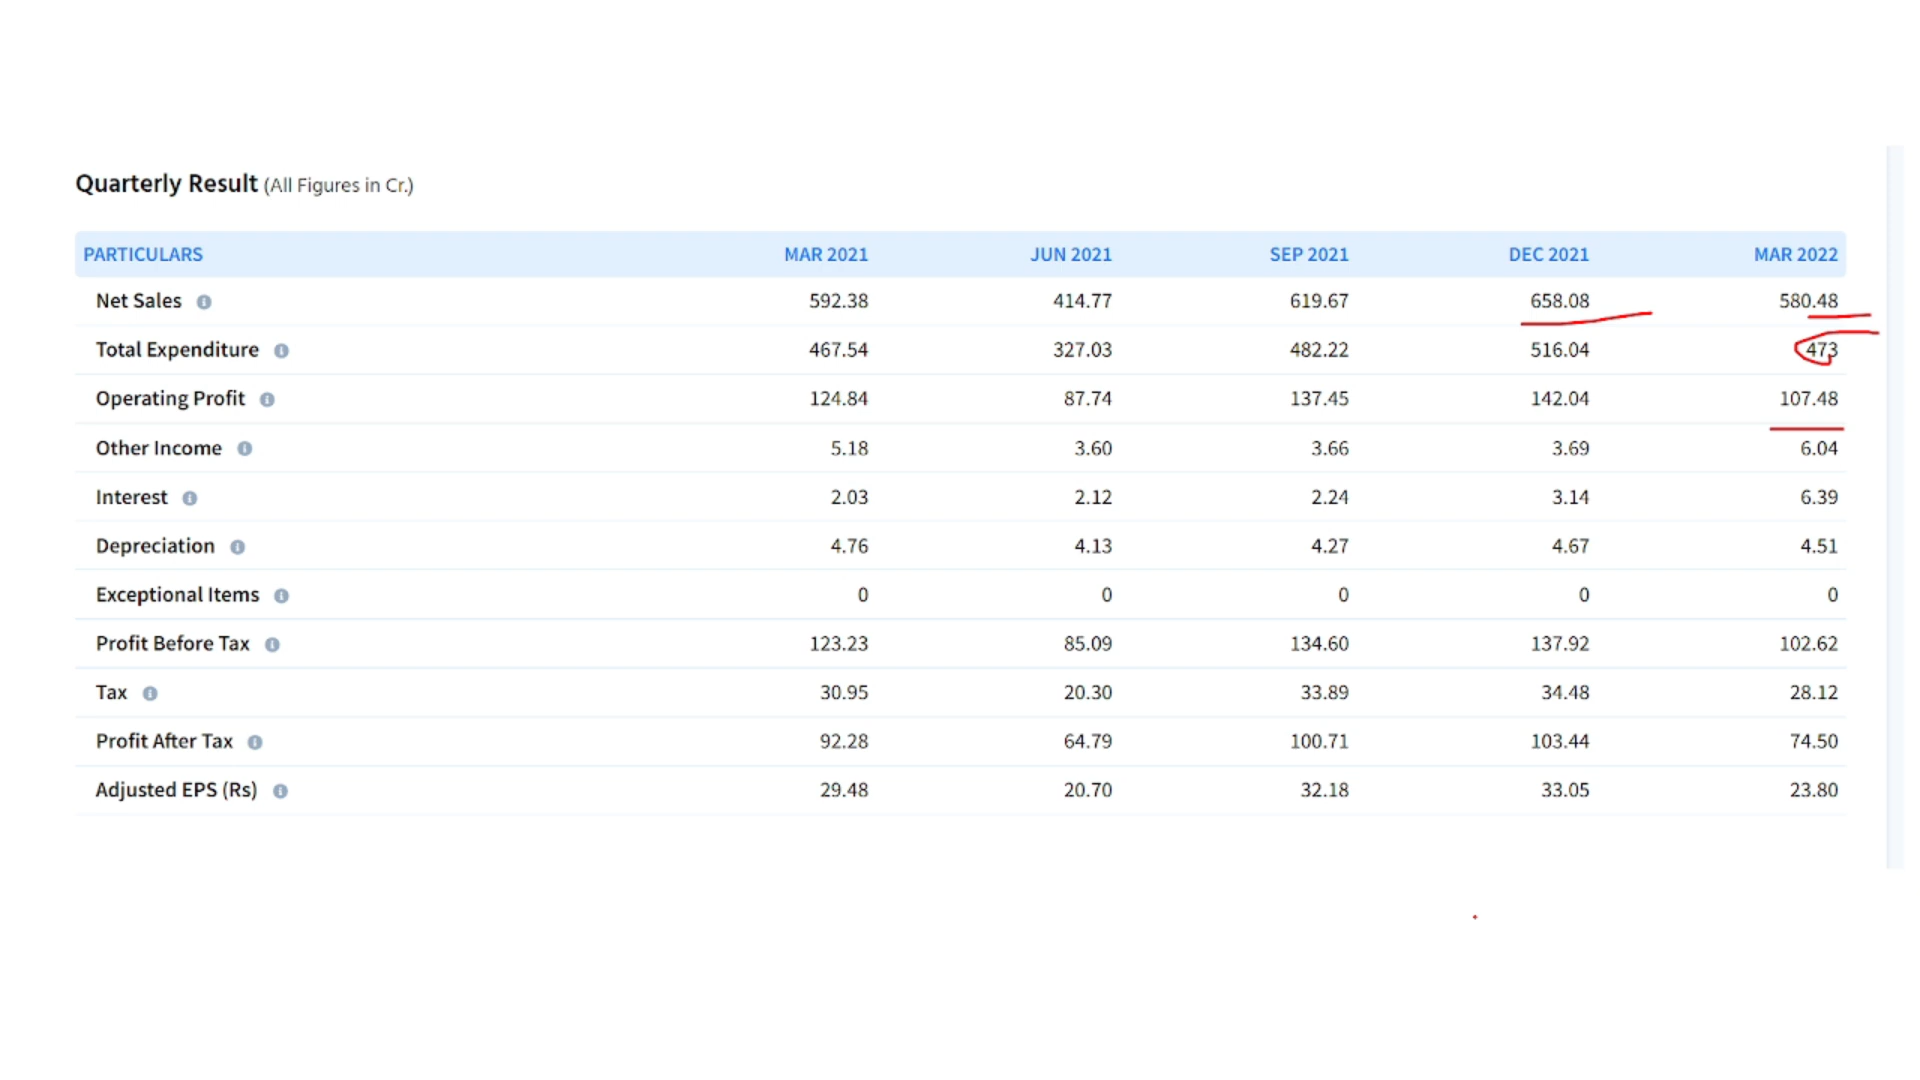 Quarterly Result (All Figures in Cr.)
PARTICULARS MAR 2021 JUN 2021 SEP 2021 DEC 2021 MAR 2022
Net Sales 592.38 414.77 619.67 658.08 580.48
Total Expenditure 467.54 327.03 482.22 516.04 473
Operating Profit 124.84 87.74 137.45 142.04 107.48
Other Income 5.18 3.60 3.66 3.69 6.04
Interest 2.03 2.12 2.24 3.14 6.39
Depreciation 4.76 4.13 4.27 4.67 4.51
Exceptional Items 0 0 0 0 0
Profit Before Tax 123.23 85.09 134.60 137.92 102.62
Tax 30.95 20.30 33.89 34.48 28.12
Profit After Tax 92.28 64.79 100.71 103.44 74.50
Adjusted EPS (Rs) 29.48 20.70 32.18 33.05 23.80